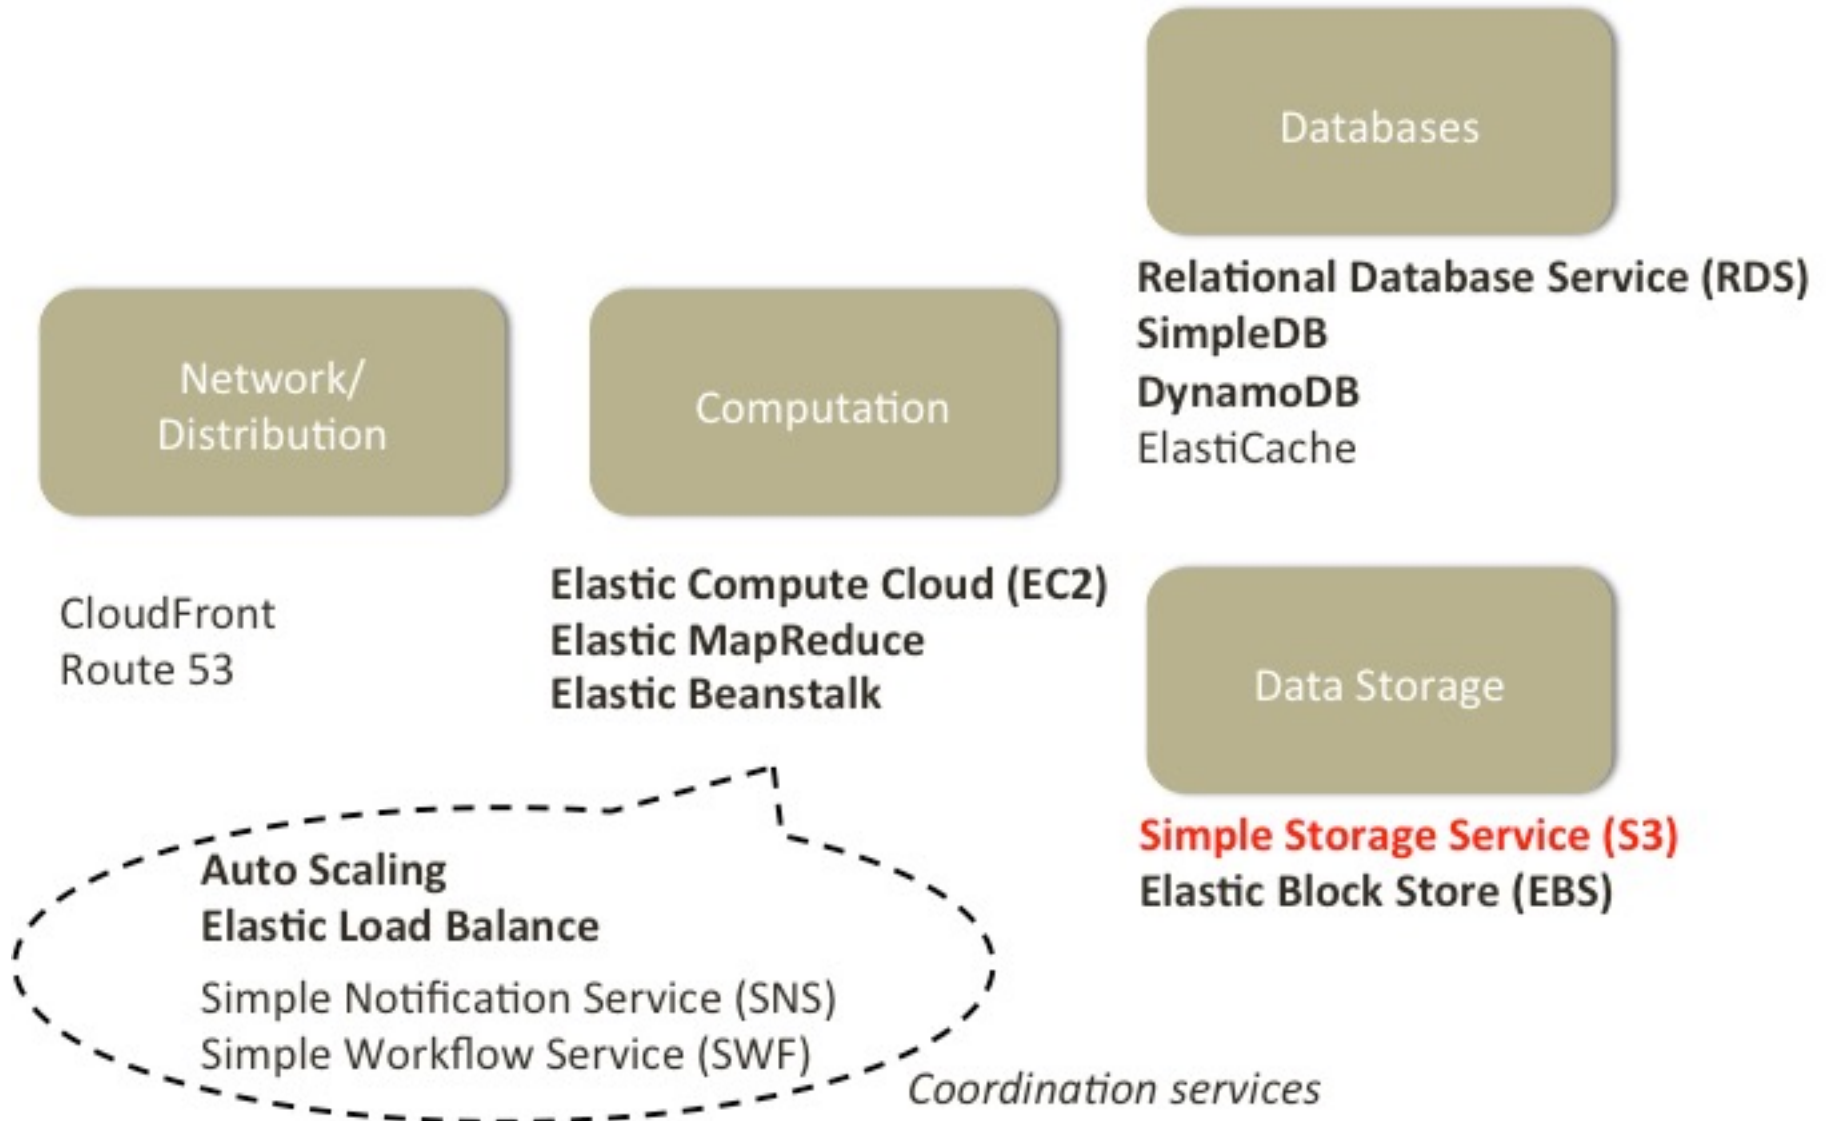 Databases
Relational Database Service (RDS)
SimpleDB
DynamoDB
ElastiCache
Network/
Distribution
CloudFront
Route 53
Computation
Elastic Compute Cloud (EC2)
Elastic MapReduce
Elastic Beanstalk
Data Storage
Simple Storage Service (S3)
Elastic Block Store (EBS)
Auto Scaling
Elastic Load Balance
Simple Notification Service (SNS)
Simple Workflow Service (SWF)
Coordination services